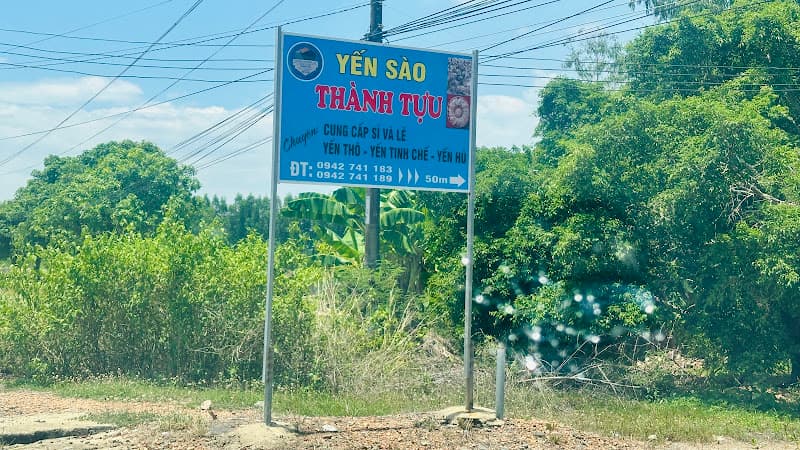 YẾN SÀO
THÀNH TỰU
Chuyên: CUNG CẤP SỈ VÀ LẺ
YẾN THÔ - YẾN TINH CHẾ - YẾN HŨ
ĐT: 0942 741 183
0942 741 189 50m